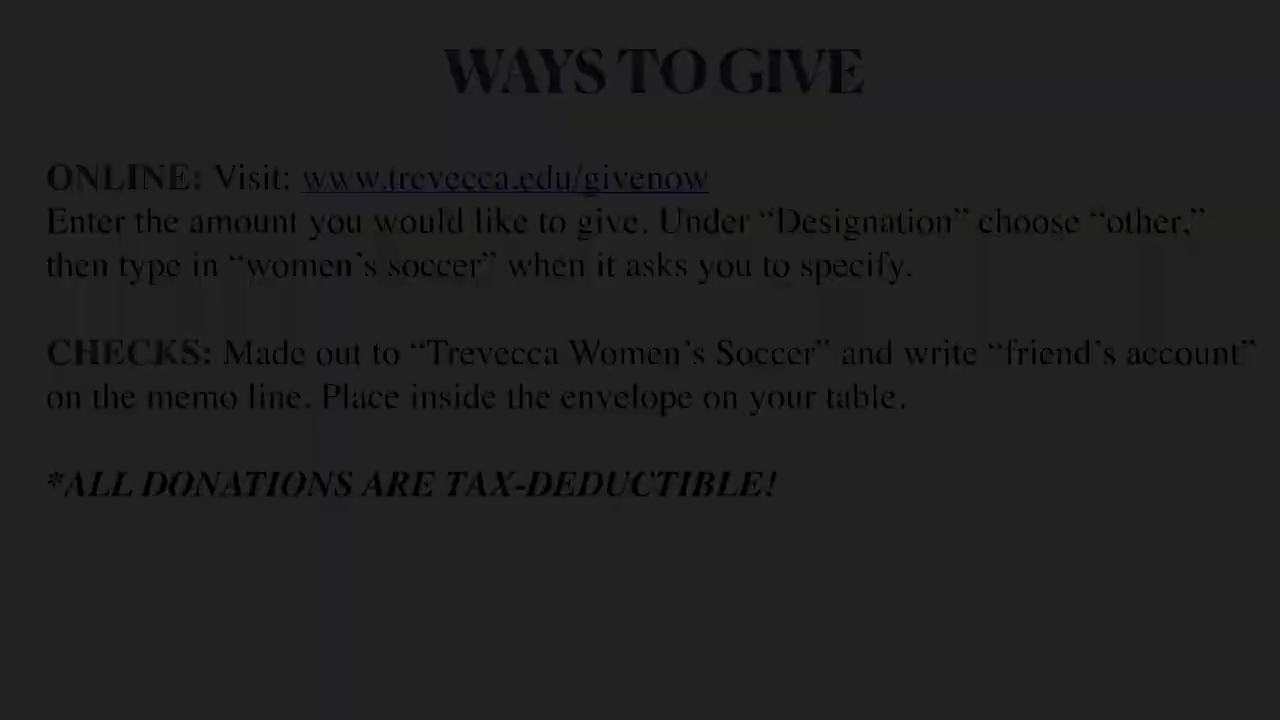 WAYS TO GIVE
ONLINE: Visit: www.trevecca.edu/givenow
Enter the amount you would like to give. Under “Designation” choose “other,”
then type in “women’s soccer” when it asks you to specify.
CHECKS: Made out to “Trevecca Women’s Soccer” and write “friend’s account”
on the memo line. Place inside the envelope on your table.
*ALL DONATIONS ARE TAX-DEDUCTIBLE!